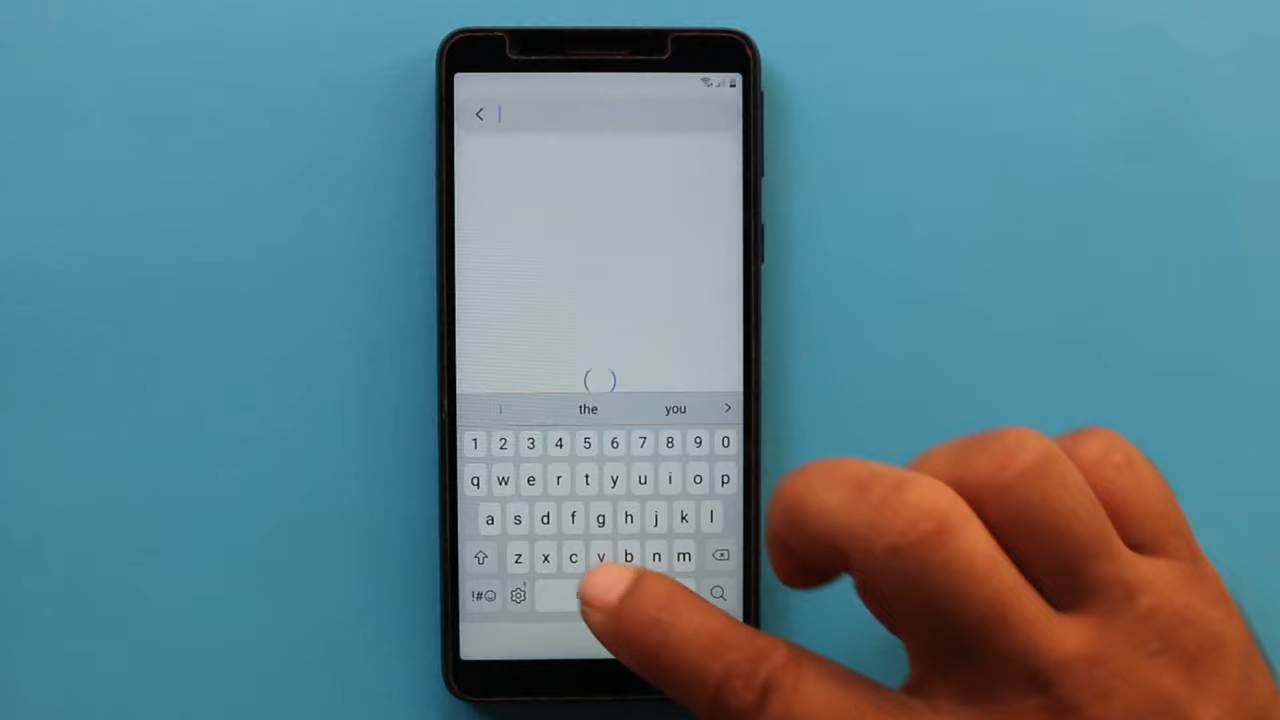 the you
1 2 3 4 5 6 7 8 9 0
q w e r t y u i o p
a s d f g h j k l
z x c v b n m
!#